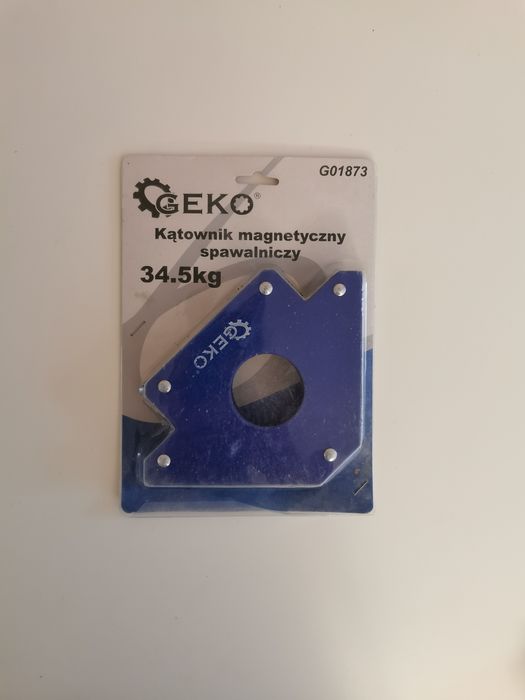 G01873
GEKO®
Kątownik magnetyczny
spawalniczy
34.5kg
GEKO